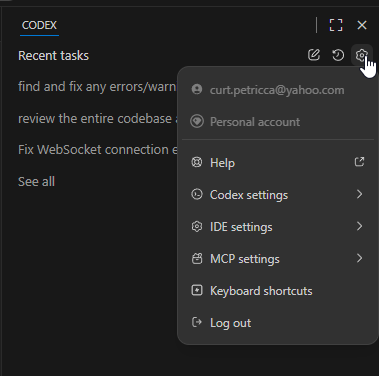 CODEX
Recent tasks
find and fix any errors/warn
curt.petricca@yahoo.com
review the entire codebase a
Personal account
Fix WebSocket connection e
Help
See all
Codex settings
IDE settings
MCP settings
Keyboard shortcuts
Log out